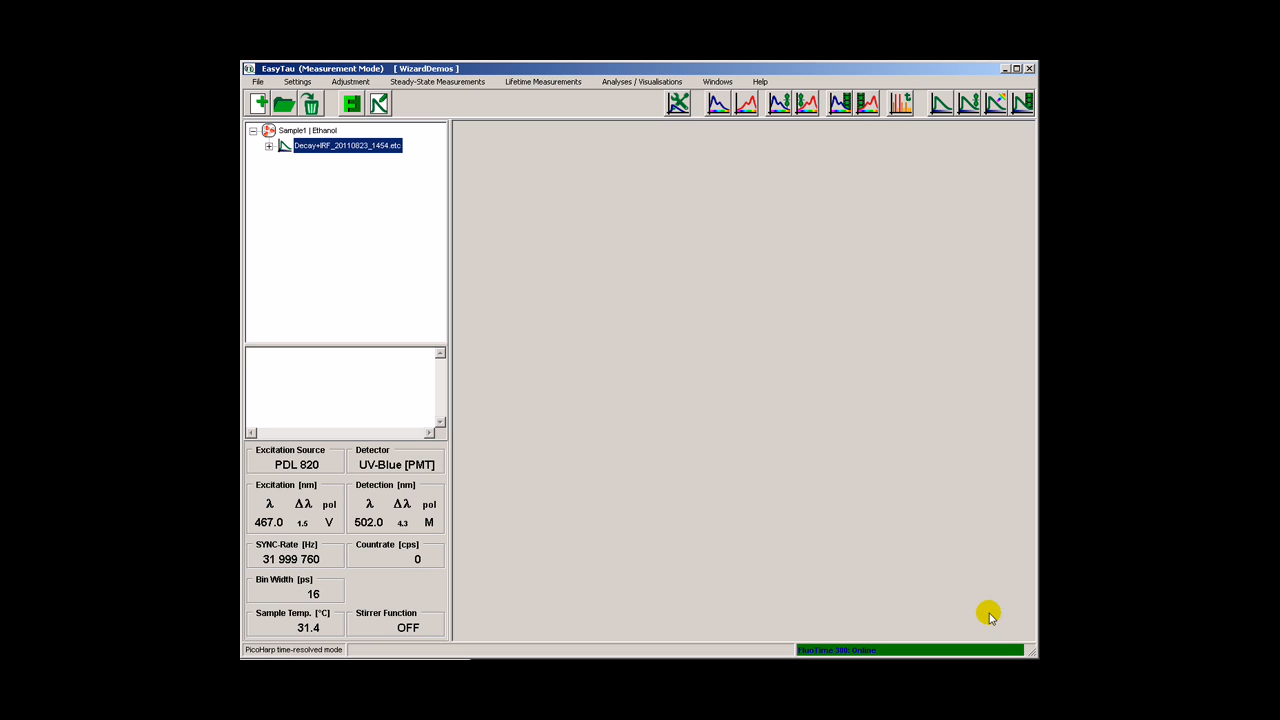 EasyTau (Measurement Mode) [ WizardDemos ]
File Settings Adjustment Steady-State Measurements Lifetime Measurements Analyses / Visualisations Windows Help
Sample1 | Ethanol
Decay+IRF_20110823_1454.etc
Excitation Source Detector
PDL 820 UV-Blue [PMT]
Excitation [nm] Detection [nm]
λ Δλ pol λ Δλ pol
467.0 1.5 V 502.0 4.3 M
SYNC-Rate [Hz] Countrate [cps]
31 999 760 0
Bin Width [ps]
16
Sample Temp. [°C] Stirrer Function
31.4 OFF
PicoHarp time-resolved mode FluoTime 300: Online